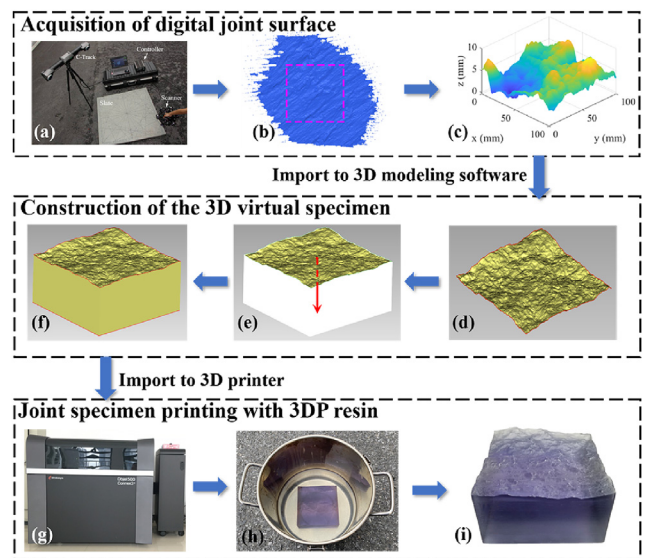 Acquisition of digital joint surface
C-Track
Controller
Slate
Scanner
(a)
(b)
(c)
z (mm)
10
5
0
0
50
100
x (mm)
0
50
100
y (mm)
Import to 3D modeling software
Construction of the 3D virtual specimen
(f)
(e)
(d)
Import to 3D printer
Joint specimen printing with 3DP resin
(g)
(h)
(i)